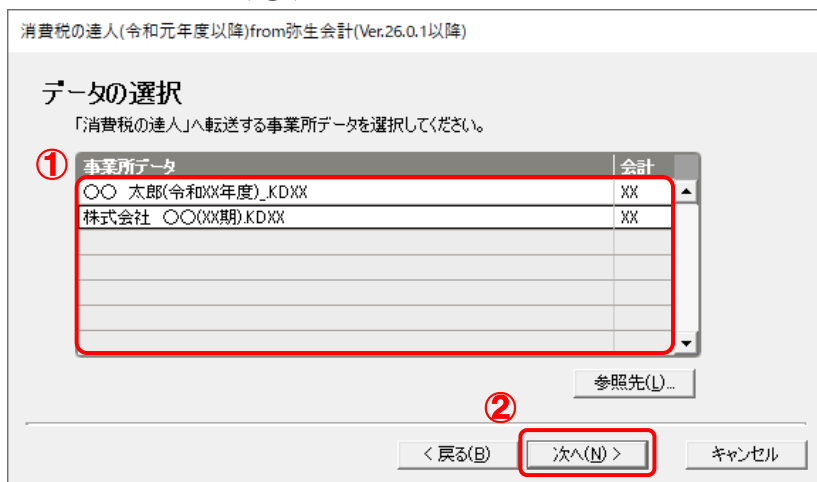 消費税の達人(令和元年度以降)from弥生会計(Ver.26.0.1以降)
データの選択
「消費税の達人」へ転送する事業所データを選択してください。
①
事業所データ 会計
〇〇 太郎(令和XX年度)_.KDXX XX
株式会社 〇〇(XX期).KDXX XX
参照先(L)...
②
< 戻る(B) 次へ(N) > キャンセル